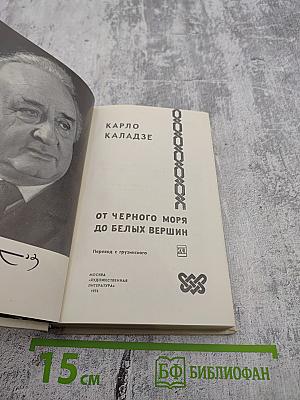 КАРЛО
КАЛАДЗЕ
ОТ ЧЕРНОГО МОРЯ
ДО БЕЛЫХ ВЕРШИН
Перевод с грузинского
МОСКВА
«ХУДОЖЕСТВЕННАЯ
ЛИТЕРАТУРА»
15 см
БФ БИБЛИОФАН